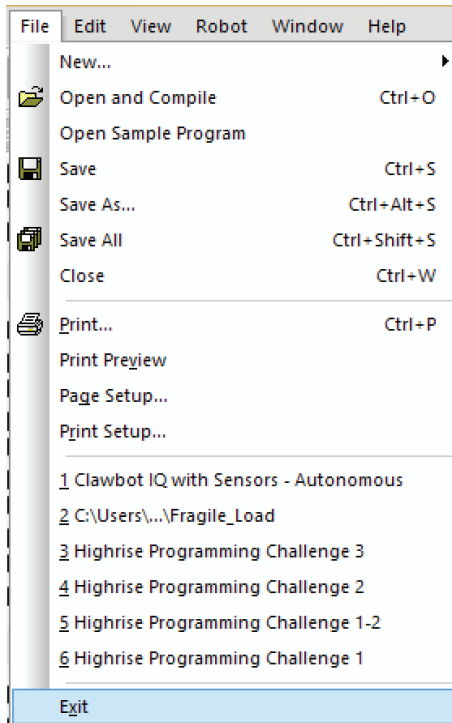 File Edit View Robot Window Help
New...
Open and Compile Ctrl+O
Open Sample Program
Save Ctrl+S
Save As... Ctrl+Alt+S
Save All Ctrl+Shift+S
Close Ctrl+W
Print... Ctrl+P
Print Preview
Page Setup...
Print Setup...
1 Clawbot IQ with Sensors - Autonomous
2 C:\Users\...\Fragile_Load
3 Highrise Programming Challenge 3
4 Highrise Programming Challenge 2
5 Highrise Programming Challenge 1-2
6 Highrise Programming Challenge 1
Exit